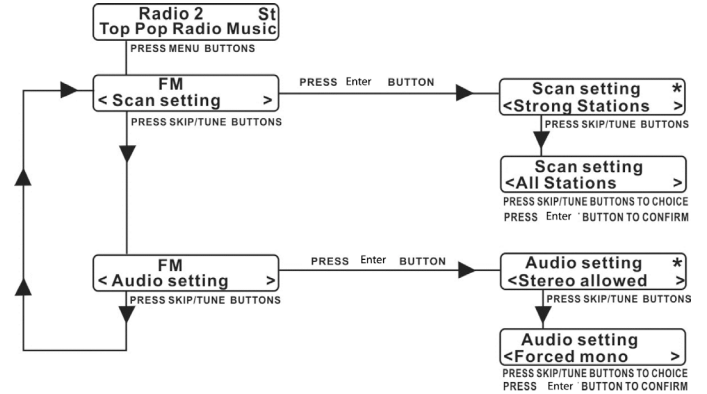 Radio 2 St
Top Pop Radio Music
PRESS MENU BUTTONS
FM
< Scan setting >
PRESS Enter BUTTON
Scan setting *
<Strong Stations >
PRESS SKIP/TUNE BUTTONS
PRESS SKIP/TUNE BUTTONS
Scan setting
<All Stations >
PRESS SKIP/TUNE BUTTONS TO CHOICE
PRESS Enter BUTTON TO CONFIRM
FM
< Audio setting >
PRESS Enter BUTTON
Audio setting *
<Stereo allowed >
PRESS SKIP/TUNE BUTTONS
PRESS SKIP/TUNE BUTTONS
Audio setting
<Forced mono >
PRESS SKIP/TUNE BUTTONS TO CHOICE
PRESS Enter BUTTON TO CONFIRM